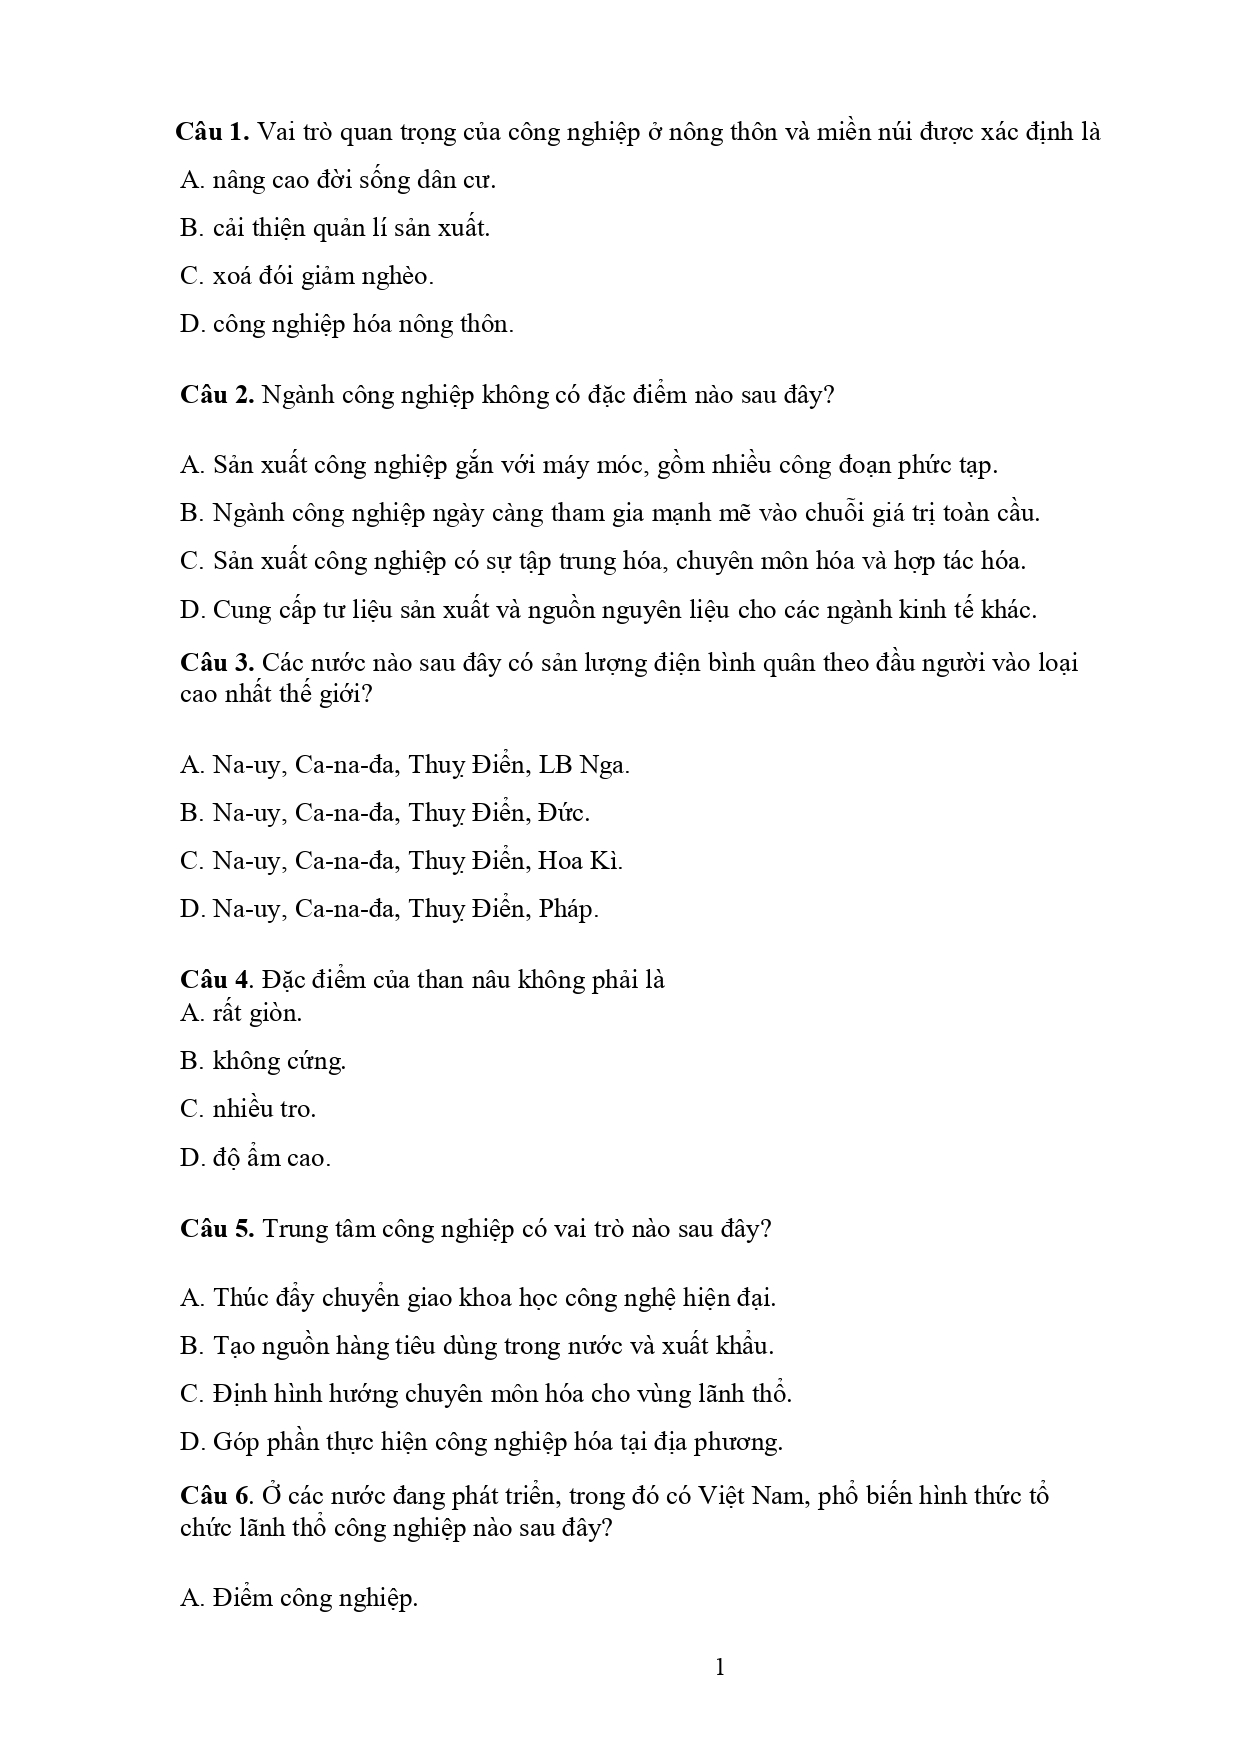 Câu 1. Vai trò quan trọng của công nghiệp ở nông thôn và miền núi được xác định là
A. nâng cao đời sống dân cư.
B. cải thiện quản lí sản xuất.
C. xoá đói giảm nghèo.
D. công nghiệp hóa nông thôn.
Câu 2. Ngành công nghiệp không có đặc điểm nào sau đây?
A. Sản xuất công nghiệp gắn với máy móc, gồm nhiều công đoạn phức tạp.
B. Ngành công nghiệp ngày càng tham gia mạnh mẽ vào chuỗi giá trị toàn cầu.
C. Sản xuất công nghiệp có sự tập trung hóa, chuyên môn hóa và hợp tác hóa.
D. Cung cấp tư liệu sản xuất và nguồn nguyên liệu cho các ngành kinh tế khác.
Câu 3. Các nước nào sau đây có sản lượng điện bình quân theo đầu người vào loại
cao nhất thế giới?
A. Na-uy, Ca-na-đa, Thuỵ Điển, LB Nga.
B. Na-uy, Ca-na-đa, Thuỵ Điển, Đức.
C. Na-uy, Ca-na-đa, Thuỵ Điển, Hoa Kì.
D. Na-uy, Ca-na-đa, Thuỵ Điển, Pháp.
Câu 4. Đặc điểm của than nâu không phải là
A. rất giòn.
B. không cứng.
C. nhiều tro.
D. độ ẩm cao.
Câu 5. Trung tâm công nghiệp có vai trò nào sau đây?
A. Thúc đẩy chuyển giao khoa học công nghệ hiện đại.
B. Tạo nguồn hàng tiêu dùng trong nước và xuất khẩu.
C. Định hình hướng chuyên môn hóa cho vùng lãnh thổ.
D. Góp phần thực hiện công nghiệp hóa tại địa phương.
Câu 6. Ở các nước đang phát triển, trong đó có Việt Nam, phổ biến hình thức tổ
chức lãnh thổ công nghiệp nào sau đây?
A. Điểm công nghiệp.
1